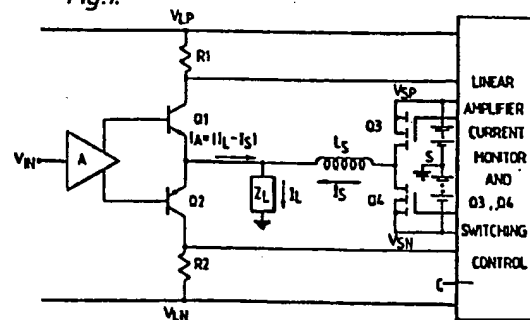 Fig.1.
VLP
R1
LINEAR
VSP
AMPLIFIER
Q1
Q3
CURRENT
IA=(IL-IS)
LS
MONITOR
VIN
A
S
AND
Q2
ZL
IL
IS
Q4
Q3,Q4
VSN
SWITCHING
CONTROL
R2
C
VLN